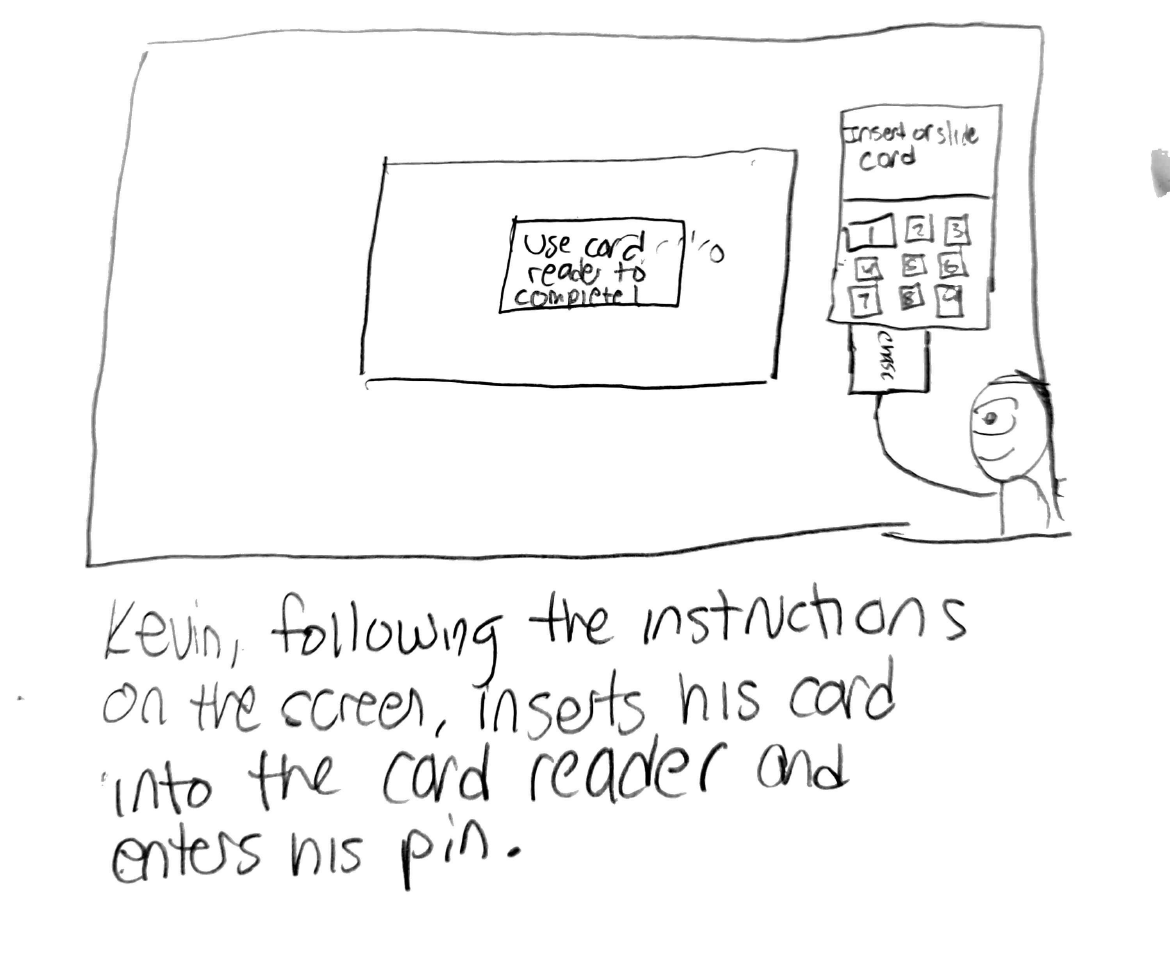 Insert or slide
card
Use card
reader to
complete!
1 2 3
4 5 6
7 8 9
chase
Kevin, following the instructions
on the screen, inserts his card
into the card reader and
enters his pin.